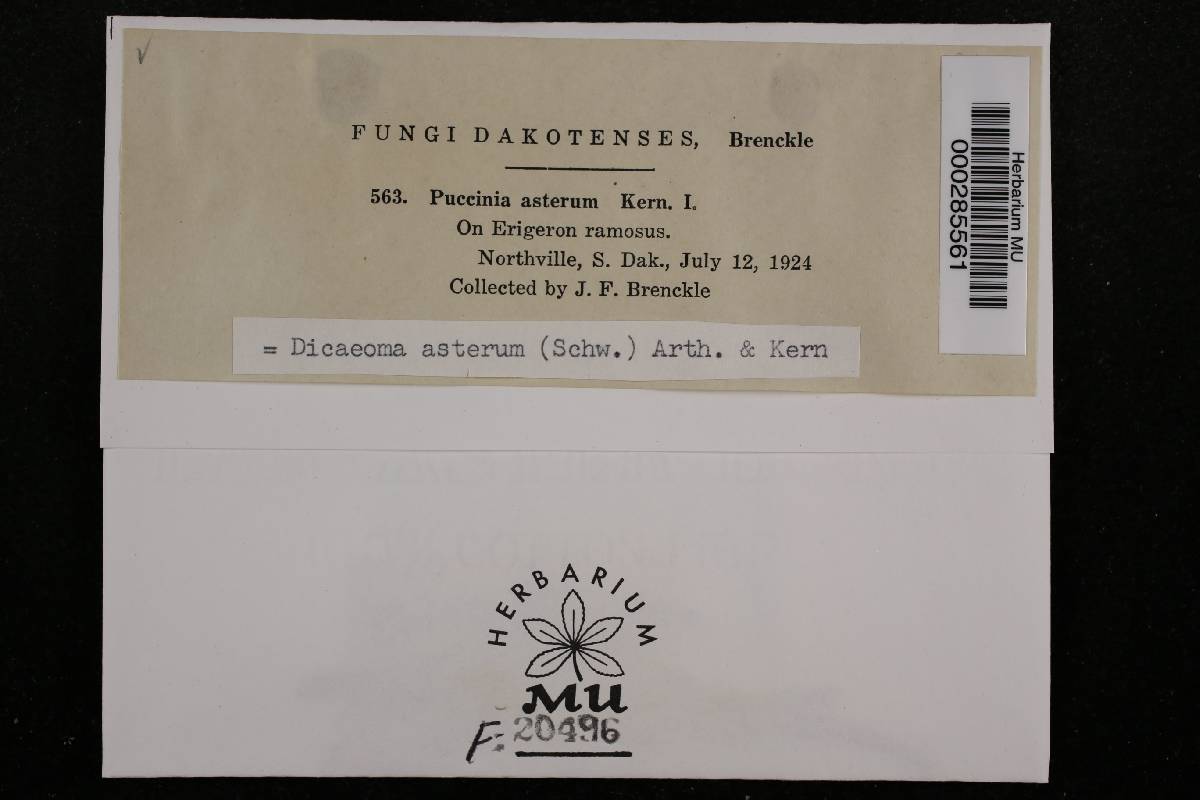 FUNGI DAKOTENSES, Brenckle
563. Puccinia asterum Kern. I.
On Erigeron ramosus.
Northville, S. Dak., July 12, 1924
Collected by J. F. Brenckle
= Dicaeoma asterum (Schw.) Arth. & Kern
Herbarium MU
000285561
HERBARIUM
MU
F: 20496